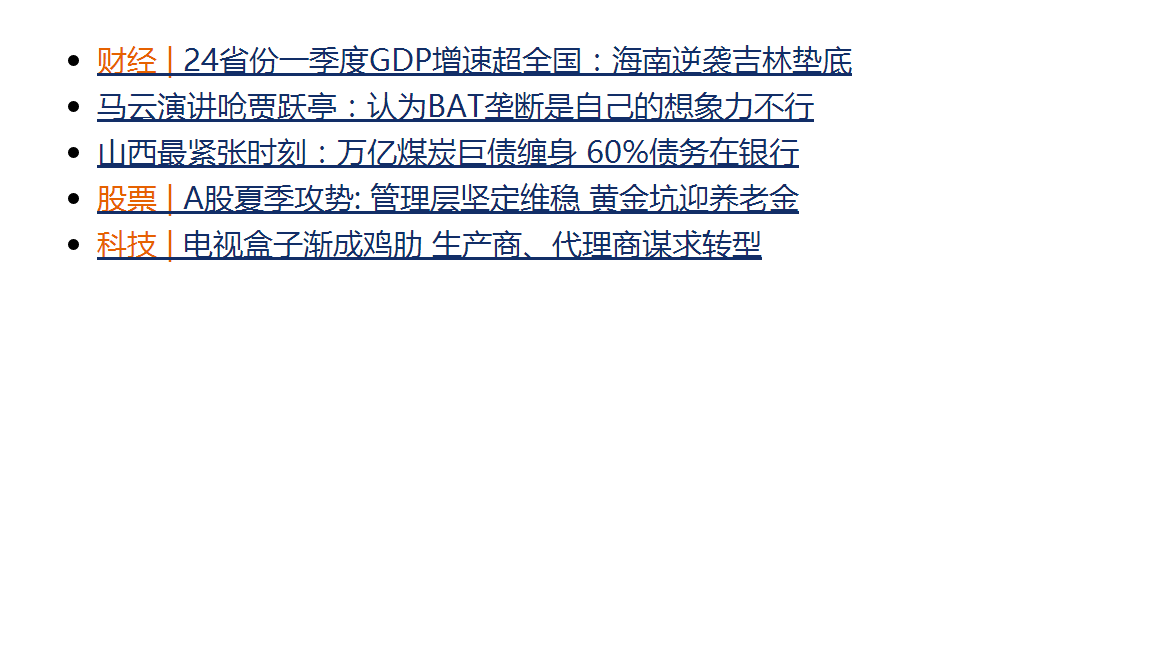 财经 | 24省份一季度GDP增速超全国：海南逆袭吉林垫底
马云演讲呛贾跃亭：认为BAT垄断是自己的想象力不行
山西最紧张时刻：万亿煤炭巨债缠身 60%债务在银行
股票 | A股夏季攻势: 管理层坚定维稳 黄金坑迎养老金
科技 | 电视盒子渐成鸡肋 生产商、代理商谋求转型